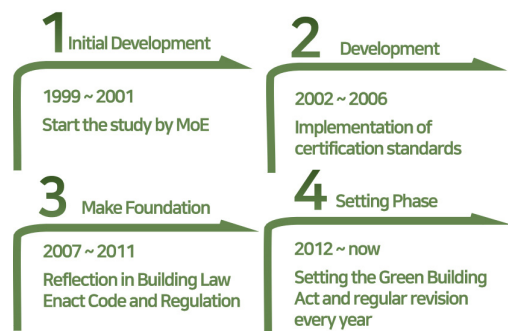 1 Initial Development
1999 ~ 2001
Start the study by MoE
2 Development
2002 ~ 2006
Implementation of
certification standards
3 Make Foundation
2007 ~ 2011
Reflection in Building Law
Enact Code and Regulation
4 Setting Phase
2012 ~ now
Setting the Green Building
Act and regular revision
every year